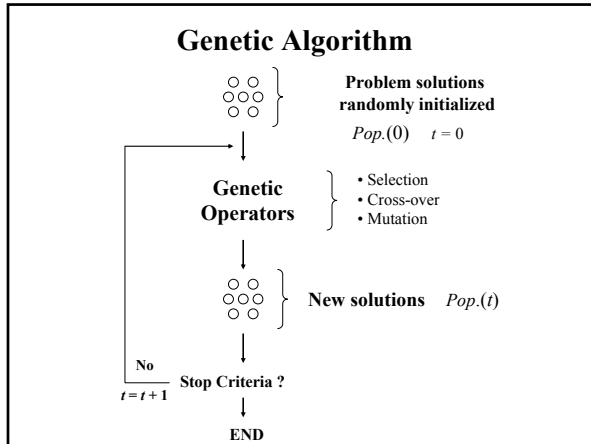 Genetic Algorithm
Problem solutions
randomly initialized
Pop.(0) t = 0
Genetic
Operators
• Selection
• Cross-over
• Mutation
New solutions Pop.(t)
No
Stop Criteria ?
t = t + 1
END